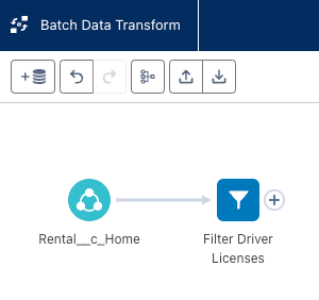 Batch Data Transform
Rental__c_Home
Filter Driver
Licenses